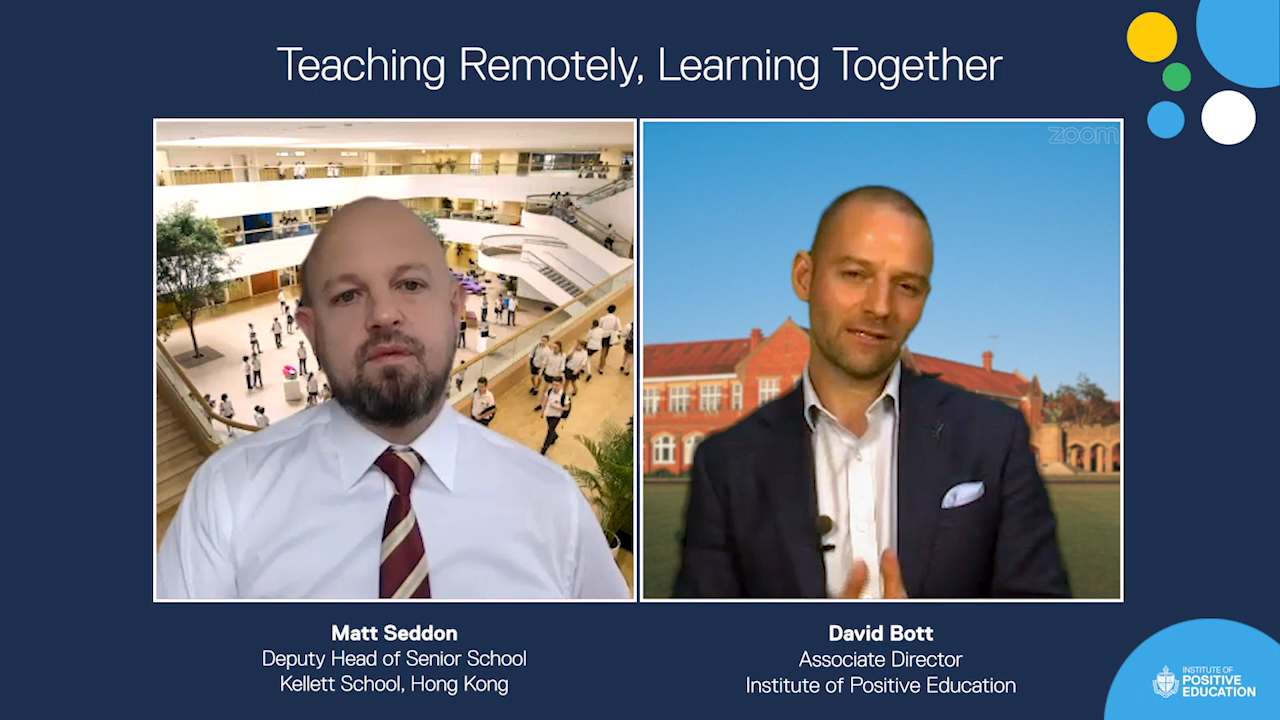 Teaching Remotely, Learning Together
zoom
Matt Seddon
Deputy Head of Senior School
Kellett School, Hong Kong
David Bott
Associate Director
Institute of Positive Education
INSTITUTE OF
POSITIVE
EDUCATION